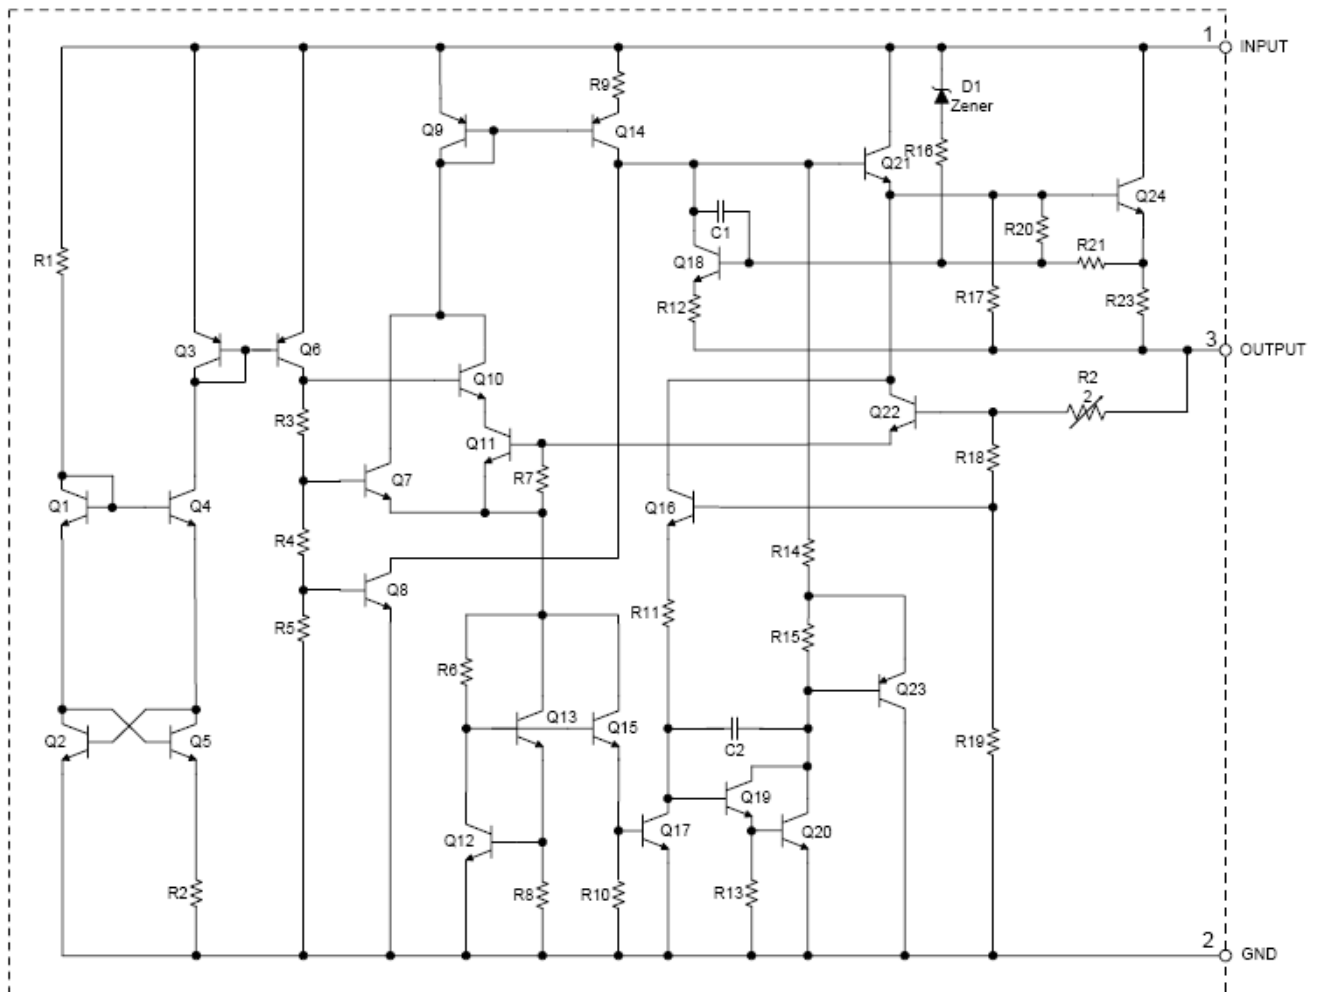 1 INPUT
R9
D1
Zener
Q9
Q14
Q21
R16
Q24
C1
R20
R21
R1
Q18
R12
R17
R23
Q3
Q6
3 OUTPUT
R2
2
Q10
Q22
R3
Q11
R7
R18
Q7
Q1
Q4
Q16
R4
R14
Q8
R5
R11
R15
R6
Q23
Q13
Q15
Q2
Q5
C2
R19
Q19
Q12
Q17
Q20
R2
R8
R10
R13
2 GND